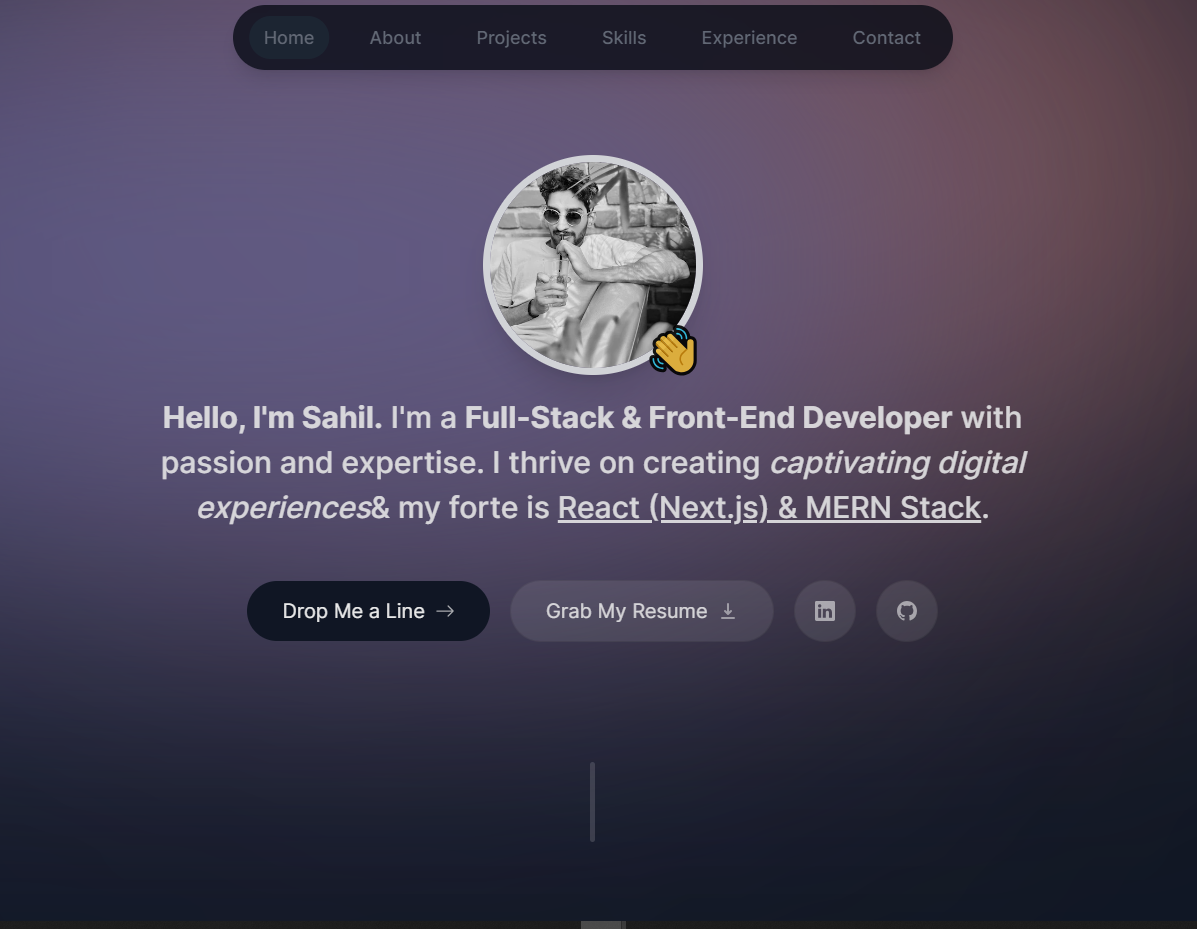 Home About Projects Skills Experience Contact
Hello, I'm Sahil. I'm a Full-Stack & Front-End Developer with
passion and expertise. I thrive on creating captivating digital
experiences& my forte is React (Next.js) & MERN Stack.
Drop Me a Line → Grab My Resume in